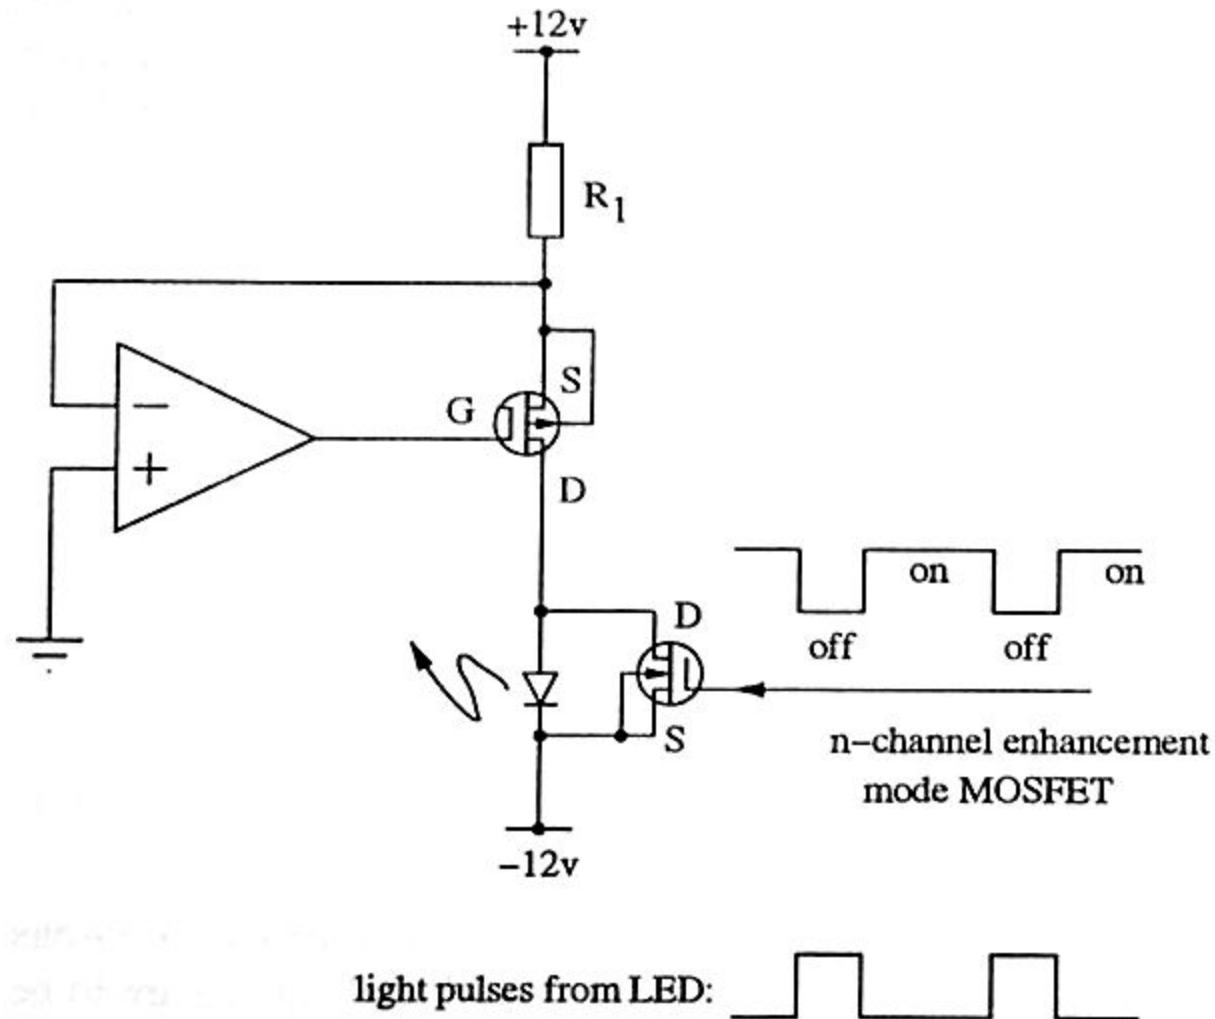 +12v
R1
S
G
−
+
D
on
on
D
off
off
S
n−channel enhancement
mode MOSFET
−12v
light pulses from LED: